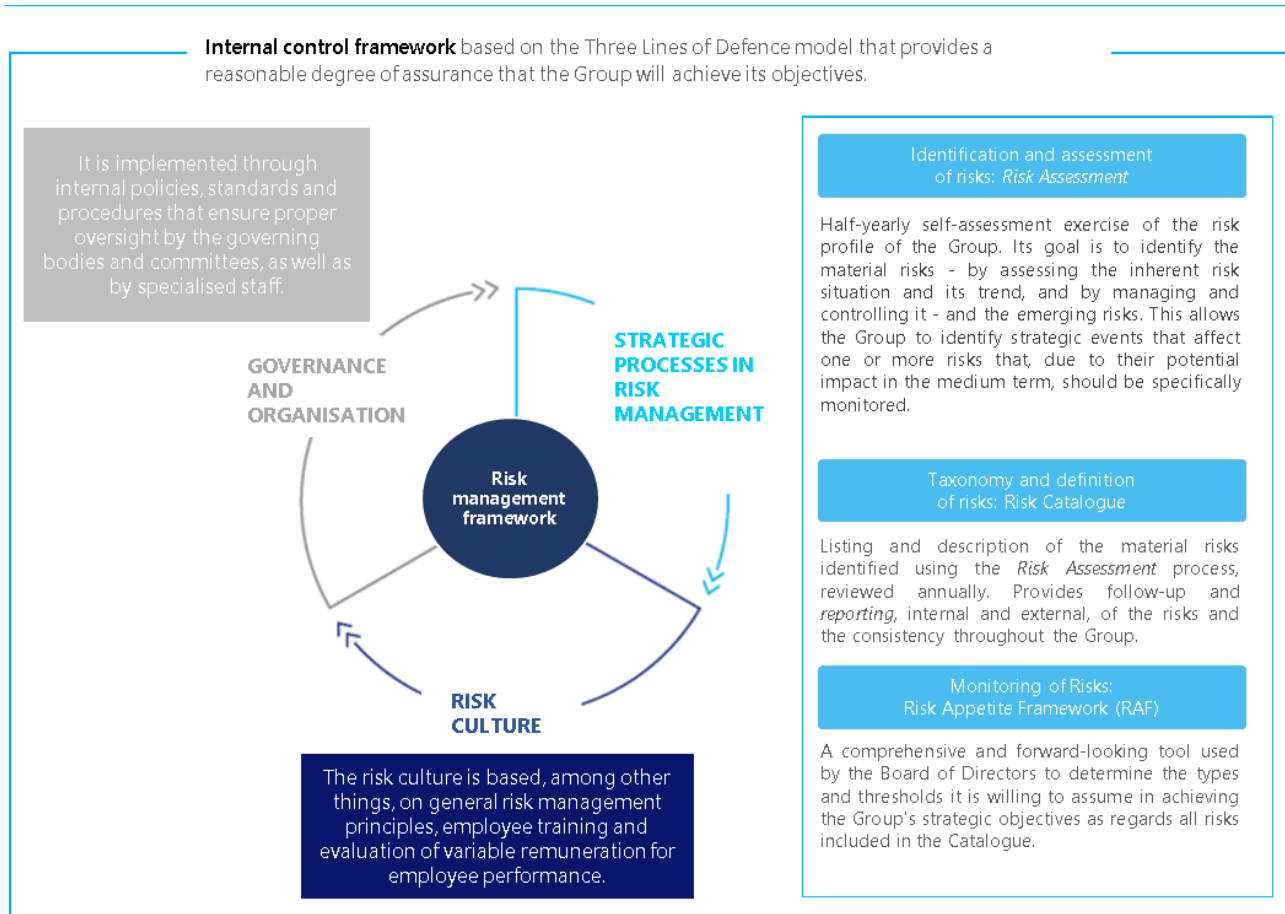 Internal control framework based on the Three Lines of Defence model that provides a
reasonable degree of assurance that the Group will achieve its objectives.
It is implemented through
internal policies, standards and
procedures that ensure proper
oversight by the governing
bodies and committees, as well as
by specialised staff.
GOVERNANCE
AND
ORGANISATION
STRATEGIC
PROCESSES IN
RISK
MANAGEMENT
Risk
management
framework
RISK
CULTURE
The risk culture is based, among other
things, on general risk management
principles, employee training and
evaluation of variable remuneration for
employee performance.
Identification and assessment
of risks: Risk Assessment
Half-yearly self-assessment exercise of the risk
profile of the Group. Its goal is to identify the
material risks - by assessing the inherent risk
situation and its trend, and by managing and
controlling it - and the emerging risks. This allows
the Group to identify strategic events that affect
one or more risks that, due to their potential
impact in the medium term, should be specifically
monitored.
Taxonomy and definition
of risks: Risk Catalogue
Listing and description of the material risks
identified using the Risk Assessment process,
reviewed annually. Provides follow-up and
reporting, internal and external, of the risks and
the consistency throughout the Group.
Monitoring of Risks:
Risk Appetite Framework (RAF)
A comprehensive and forward-looking tool used
by the Board of Directors to determine the types
and thresholds it is willing to assume in achieving
the Group's strategic objectives as regards all risks
included in the Catalogue.